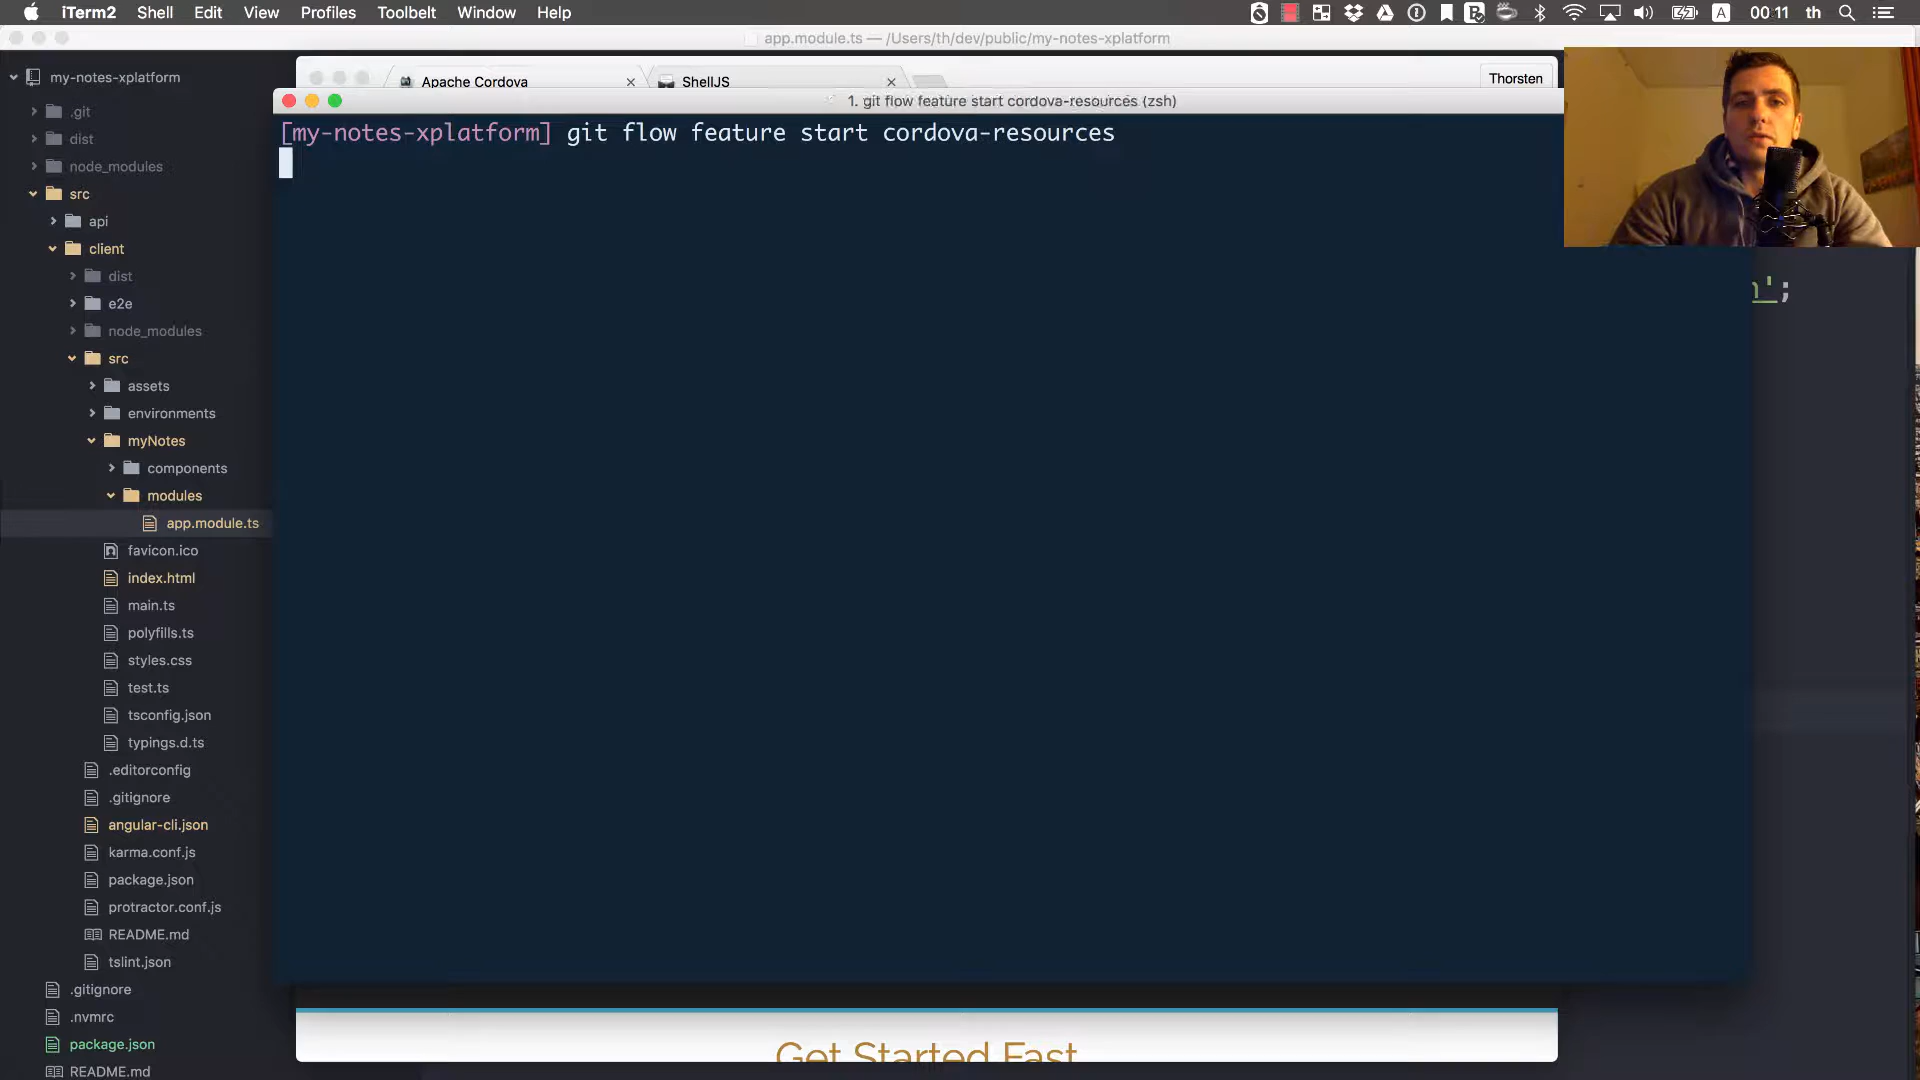 iTerm2 Shell Edit View Profiles Toolbelt Window Help 00:11 th
app.module.ts — /Users/th/dev/public/my-notes-xplatform
my-notes-xplatform
Apache Cordova
ShellJS
Thorsten
1. git flow feature start cordova-resources (zsh)
[my-notes-xplatform] git flow feature start cordova-resources
.git
dist
node_modules
src
api
client
dist
e2e
n';
node_modules
src
assets
environments
myNotes
components
modules
app.module.ts
favicon.ico
index.html
main.ts
polyfills.ts
styles.css
test.ts
tsconfig.json
typings.d.ts
.editorconfig
.gitignore
angular-cli.json
karma.conf.js
package.json
protractor.conf.js
README.md
tslint.json
.gitignore
.nvmrc
package.json
README.md
Get Started Fast